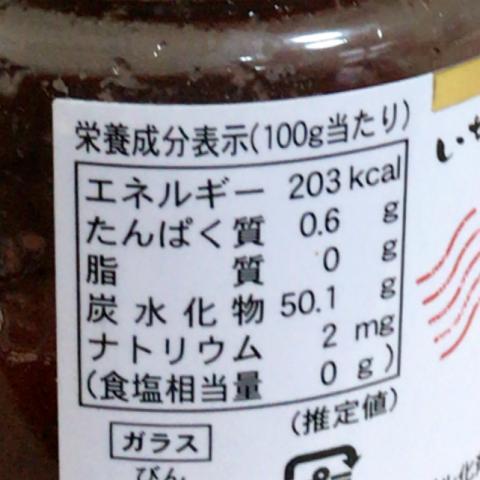 栄養成分表示(100g当たり)
エネルギー 203 kcal
たんぱく質 0.6 g
脂質 0 g
炭水化物 50.1 g
ナトリウム 2 mg
(食塩相当量 0 g)
(推定値)
ガラス
びん